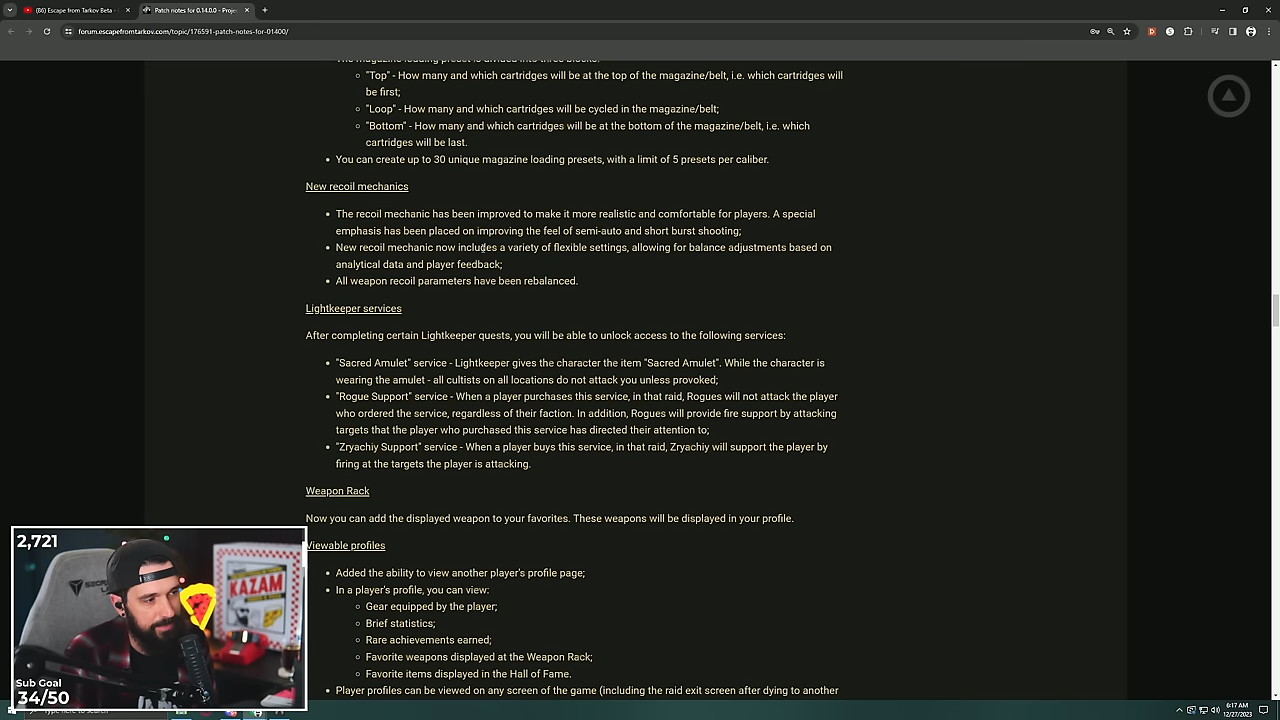 (86) Escape from Tarkov Beta -
Patch notes for 0.14.0.0 - Proje
forum.escapefromtarkov.com/topic/176591-patch-notes-for-01400/
The magazine loading preset is divided into three blocks:
"Top" - How many and which cartridges will be at the top of the magazine/belt, i.e. which cartridges will
be first;
"Loop" - How many and which cartridges will be cycled in the magazine/belt;
"Bottom" - How many and which cartridges will be at the bottom of the magazine/belt, i.e. which
cartridges will be last.
You can create up to 30 unique magazine loading presets, with a limit of 5 presets per caliber.
New recoil mechanics
The recoil mechanic has been improved to make it more realistic and comfortable for players. A special
emphasis has been placed on improving the feel of semi-auto and short burst shooting;
New recoil mechanic now includes a variety of flexible settings, allowing for balance adjustments based on
analytical data and player feedback;
All weapon recoil parameters have been rebalanced.
Lightkeeper services
After completing certain Lightkeeper quests, you will be able to unlock access to the following services:
"Sacred Amulet" service - Lightkeeper gives the character the item "Sacred Amulet". While the character is
wearing the amulet - all cultists on all locations do not attack you unless provoked;
"Rogue Support" service - When a player purchases this service, in that raid, Rogues will not attack the player
who ordered the service, regardless of their faction. In addition, Rogues will provide fire support by attacking
targets that the player who purchased this service has directed their attention to;
"Zryachiy Support" service - When a player buys this service, in that raid, Zryachiy will support the player by
firing at the targets the player is attacking.
Weapon Rack
Now you can add the displayed weapon to your favorites. These weapons will be displayed in your profile.
Viewable profiles
Added the ability to view another player's profile page;
In a player's profile, you can view:
Gear equipped by the player;
Brief statistics;
Rare achievements earned;
Favorite weapons displayed at the Weapon Rack;
Favorite items displayed in the Hall of Fame.
Player profiles can be viewed on any screen of the game (including the raid exit screen after dying to another
2,721
KAZAM
Sub Goal
34/50
Type here to search
6:17 AM
12/27/2023